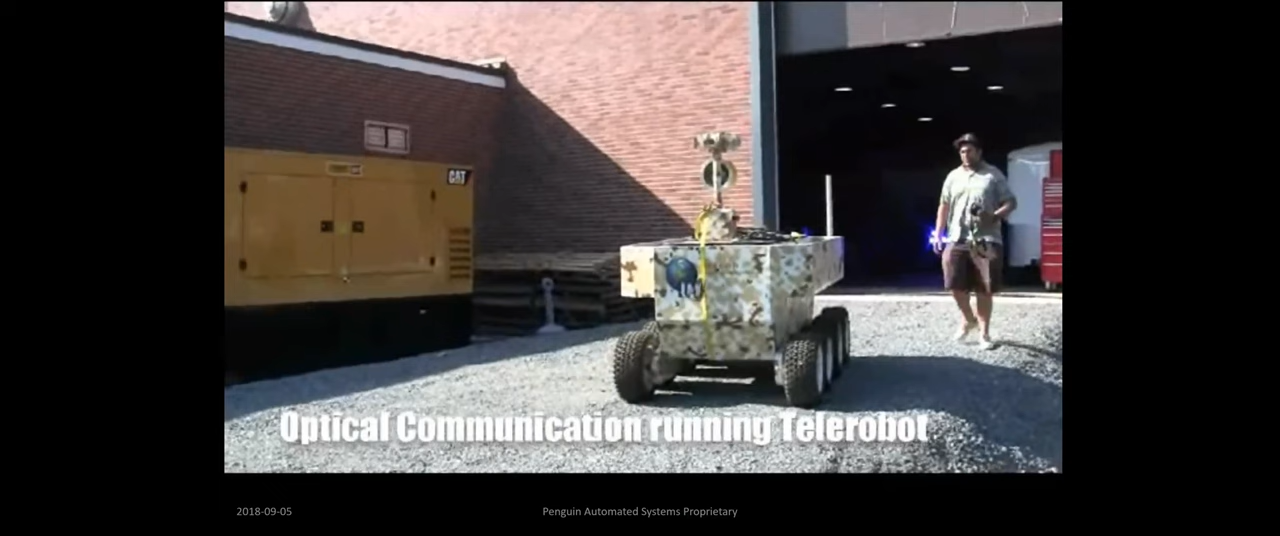 CAT
Optical Communication running Telerobot
2018-09-05
Penguin Automated Systems Proprietary